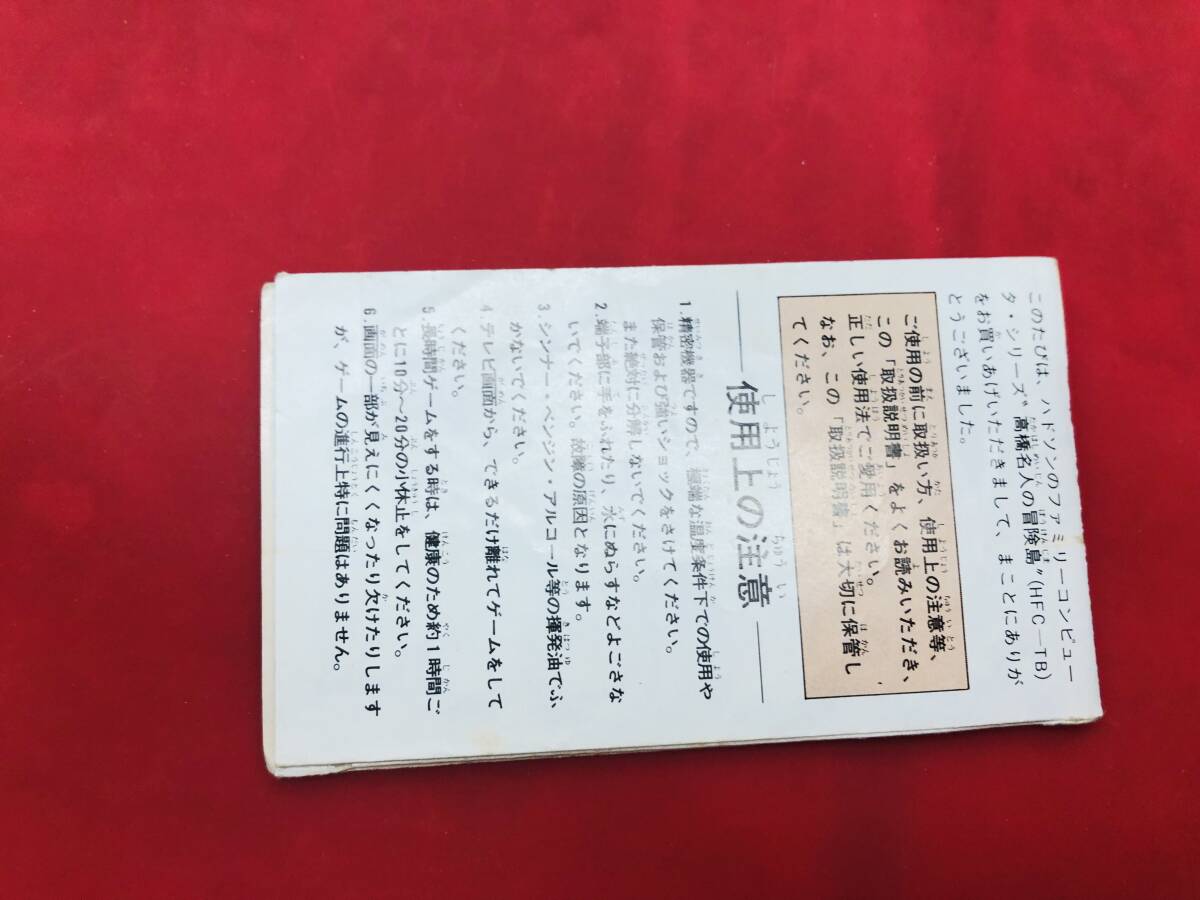 このたびは、ハドソンのファミリーコンピュー
タ・シリーズ“高橋名人の冒険島”(HFC—TB)
をお買いあげいただきまして、まことにありが
とうございました。
ご使用の前に取扱い方、使用上の注意等、
この「取扱説明書」をよくお読みいただき、
正しい使用法でご愛用ください。
なお、この「取扱説明書」は大切に保管し
てください。
使用上の注意
1.精密機器ですので、極端な温度条件下での使用や
保管および強いショックをさけてください。
また絶対に分解しないでください。
2.端子部に手をふれたり、水にぬらすなどよごさな
いでください。故障の原因となります。
3.シンナー・ベンジン・アルコール等の揮発油でふ
かないでください。
4.テレビ画面から、できるだけ離れてゲームをして
ください。
5.長時間ゲームをする時は、健康のため約1時間ご
とに10分〜20分の小休止をしてください。
6.画面の一部が見えにくくなったり欠けたりします
が、ゲームの進行上特に問題はありません。